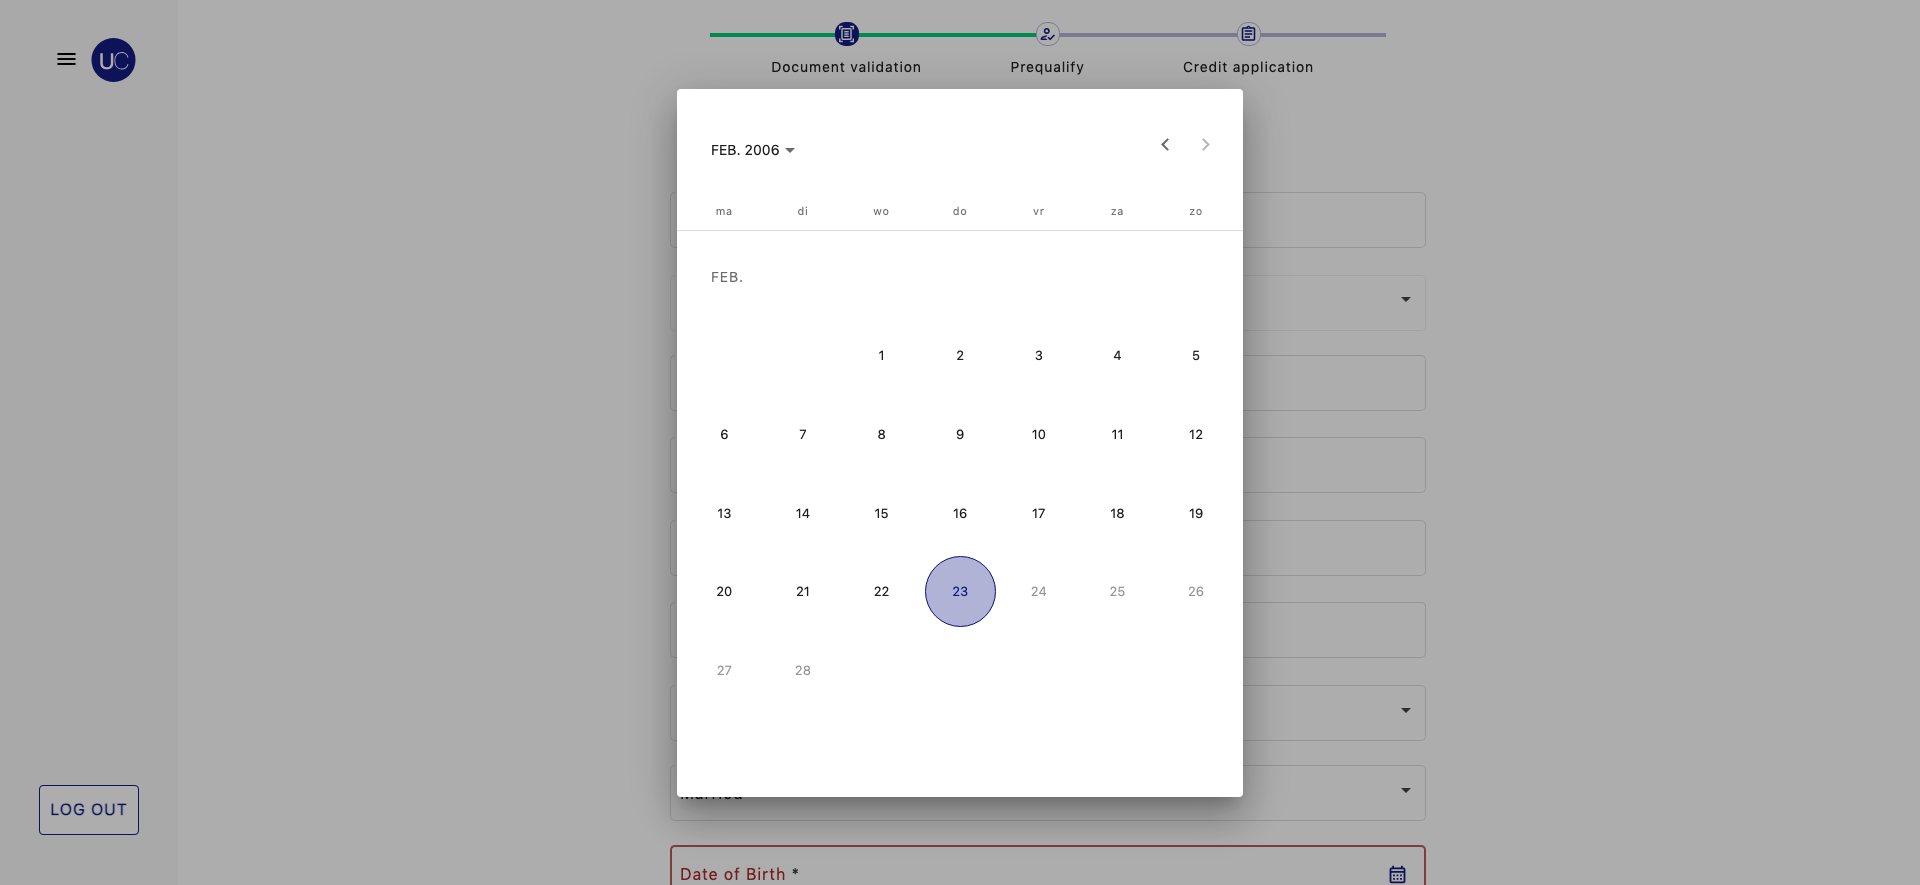 UC
Document validation
Prequalify
Credit application
FEB. 2006
ma di wo do vr za zo
FEB.
1 2 3 4 5
6 7 8 9 10 11 12
13 14 15 16 17 18 19
20 21 22 23 24 25 26
27 28
Married
LOG OUT
Date of Birth *